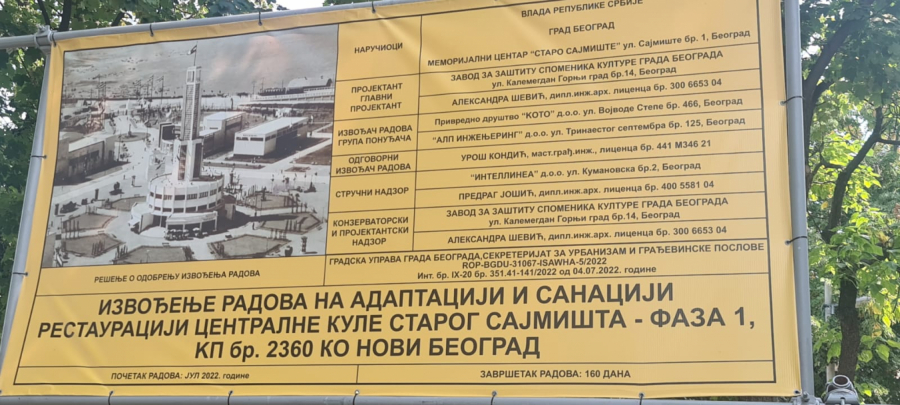 НАРУЧИОЦИ
ВЛАДА РЕПУБЛИКЕ СРБИЈЕ
ГРАД БЕОГРАД
МЕМОРИЈАЛНИ ЦЕНТАР "СТАРО САЈМИШТЕ" ул. Сајмиште бр. 1, Београд
ПРОЈЕКТАНТ
ГЛАВНИ
ПРОЈЕКТАНТ
ЗАВОД ЗА ЗАШТИТУ СПОМЕНИКА КУЛТУРЕ ГРАДА БЕОГРАДА
ул. Калемегдан Горњи град бр.14, Београд
АЛЕКСАНДРА ШЕВИЋ, дипл.инж.арх. лиценца бр. 300 6653 04
ИЗВОЂАЧ РАДОВА
ГРУПА ПОНУЂАЧА
Привредно друштво "КОТО" д.о.о. ул. Војводе Степе бр. 466, Београд
"АЛП ИНЖЕЊЕРИНГ" д.о.о. ул. Тринаестог септембра бр. 125, Београд
ОДГОВОРНИ
ИЗВОЂАЧ РАДОВА
УРОШ КОНДИЋ, маст.грађ.инж., лиценца бр. 441 М346 21
СТРУЧНИ НАДЗОР
"ИНТЕЛЛИНЕА" д.о.о. ул. Кумановска бр.2, Београд
ПРЕДРАГ ЈОШИЋ, дипл.инж.арх. лиценца бр. 400 5581 04
КОНЗЕРВАТОРСКИ
И ПРОЈЕКТАНТСКИ
НАДЗОР
ЗАВОД ЗА ЗАШТИТУ СПОМЕНИКА КУЛТУРЕ ГРАДА БЕОГРАДА
ул. Калемегдан Горњи град бр.14, Београд
АЛЕКСАНДРА ШЕВИЋ, дипл.инж.арх. лиценца бр. 300 6653 04
РЕШЕЊЕ О ОДОБРЕЊУ ИЗВОЂЕЊА РАДОВА
ГРАДСКА УПРАВА ГРАДА БЕОГРАДА,СЕКРЕТЕРИЈАТ ЗА УРБАНИЗАМ И ГРАЂЕВИНСКЕ ПОСЛОВЕ
ROP-BGDU-31067-ISAWHA-5/2022
Инт. бр. IX-20 бр. 351.41-141/2022 од 04.07.2022. године
ИЗВОЂЕЊЕ РАДОВА НА АДАПТАЦИЈИ И САНАЦИЈИ
РЕСТАУРАЦИЈИ ЦЕНТРАЛНЕ КУЛЕ СТАРОГ САЈМИШТА - ФАЗА 1,
КП бр. 2360 КО НОВИ БЕОГРАД
ПОЧЕТАК РАДОВА: ЈУЛ 2022. године
ЗАВРШЕТАК РАДОВА: 160 ДАНА